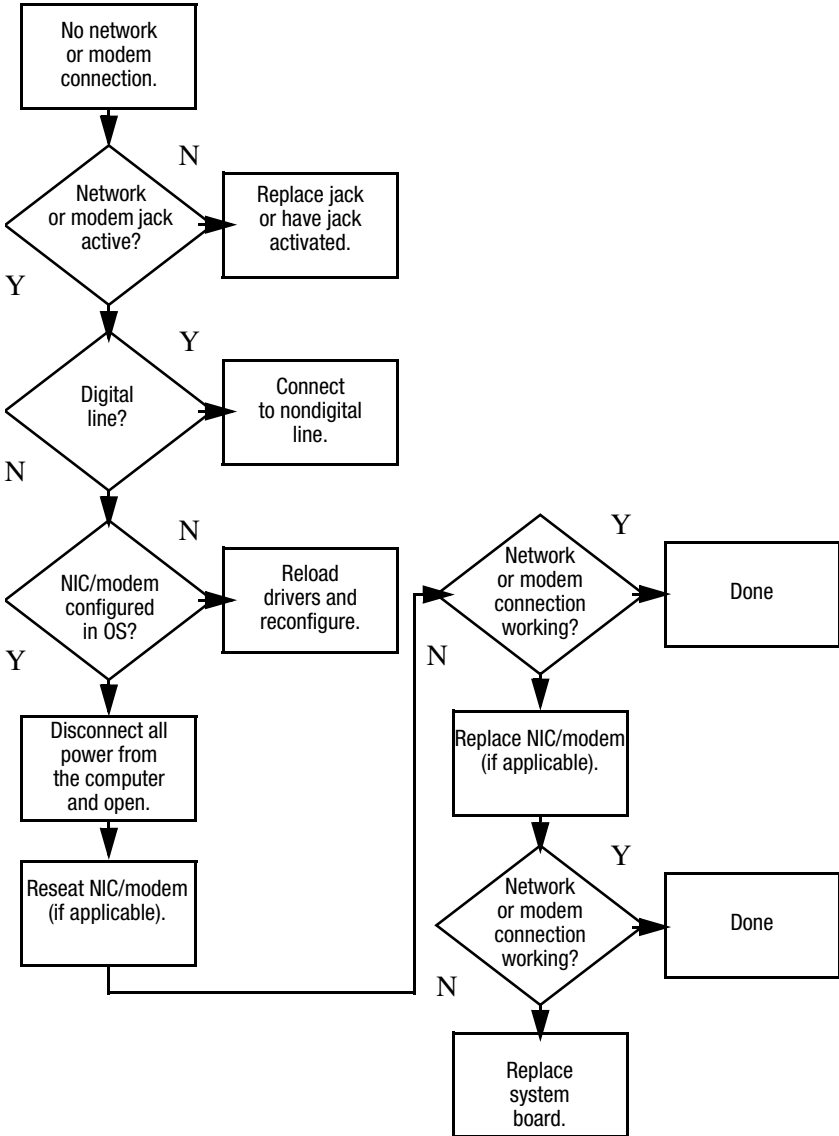 No network
or modem
connection.
N
Network
or modem jack
active?
Replace jack
or have jack
activated.
Y
Y
Digital
line?
Connect
to nondigital
line.
N
N
NIC/modem
configured
in OS?
Reload
drivers and
reconfigure.
Y
Disconnect all
power from
the computer
and open.
Reseat NIC/modem
(if applicable).
Y
Network
or modem
connection
working?
Done
N
Replace NIC/modem
(if applicable).
Y
Network
or modem
connection
working?
Done
N
Replace
system
board.